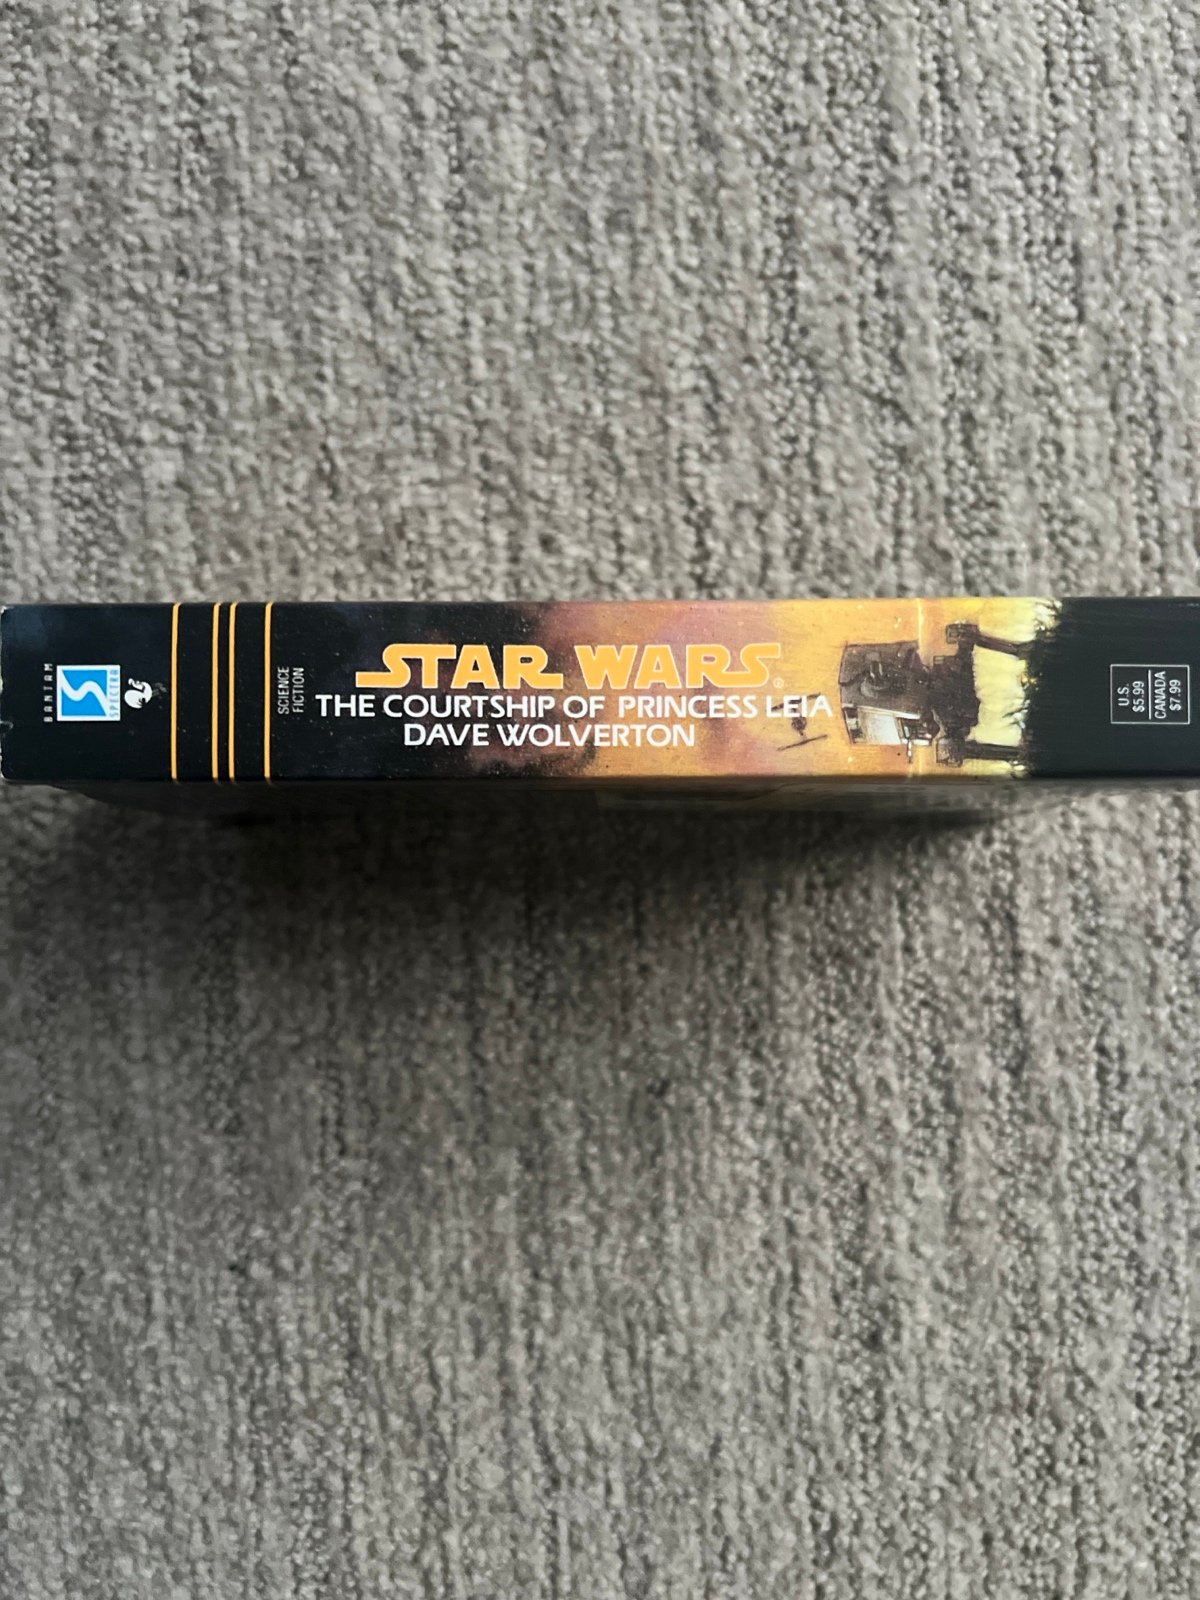 BANTAM
S
SPECTRA
SCIENCE
FICTION
STAR WARS®
THE COURTSHIP OF PRINCESS LEIA
DAVE WOLVERTON
U.S.
$5.99
CANADA
$7.99